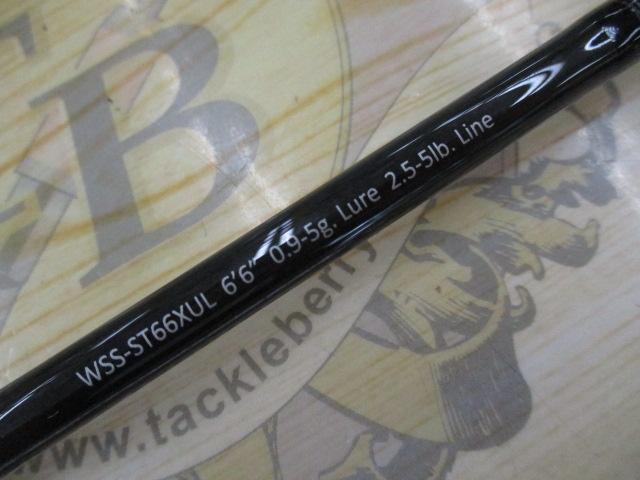 B
WSS-ST66XUL 6'6" 0.9-5g. Lure 2.5-5lb. Line
www.tackleberry